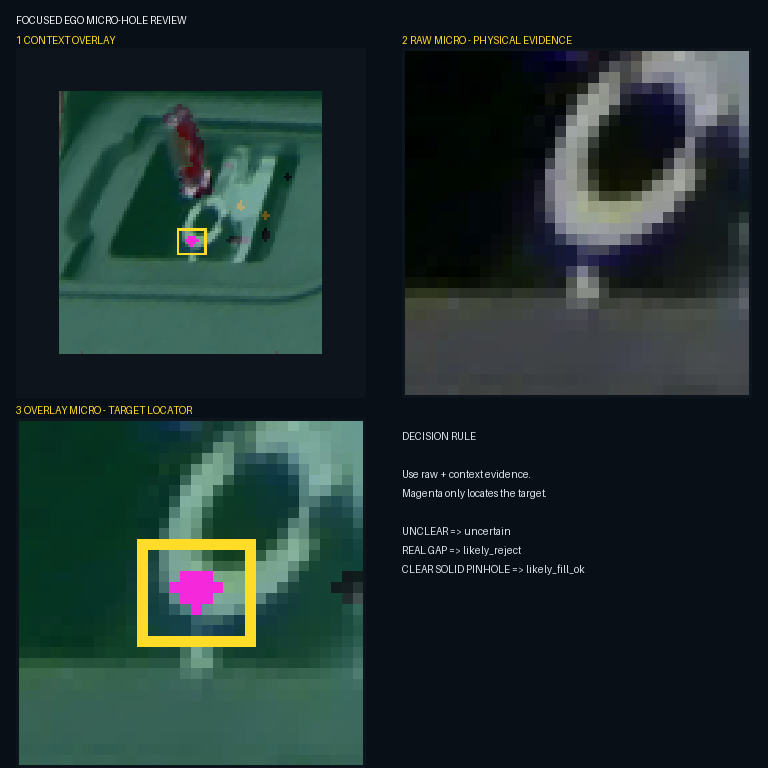 FOCUSED EGO MICRO-HOLE REVIEW
1 CONTEXT OVERLAY
2 RAW MICRO - PHYSICAL EVIDENCE
3 OVERLAY MICRO - TARGET LOCATOR
DECISION RULE
Use raw + context evidence.
Magenta only locates the target.
UNCLEAR => uncertain
REAL GAP => likely_reject
CLEAR SOLID PINHOLE => likely_fill_ok